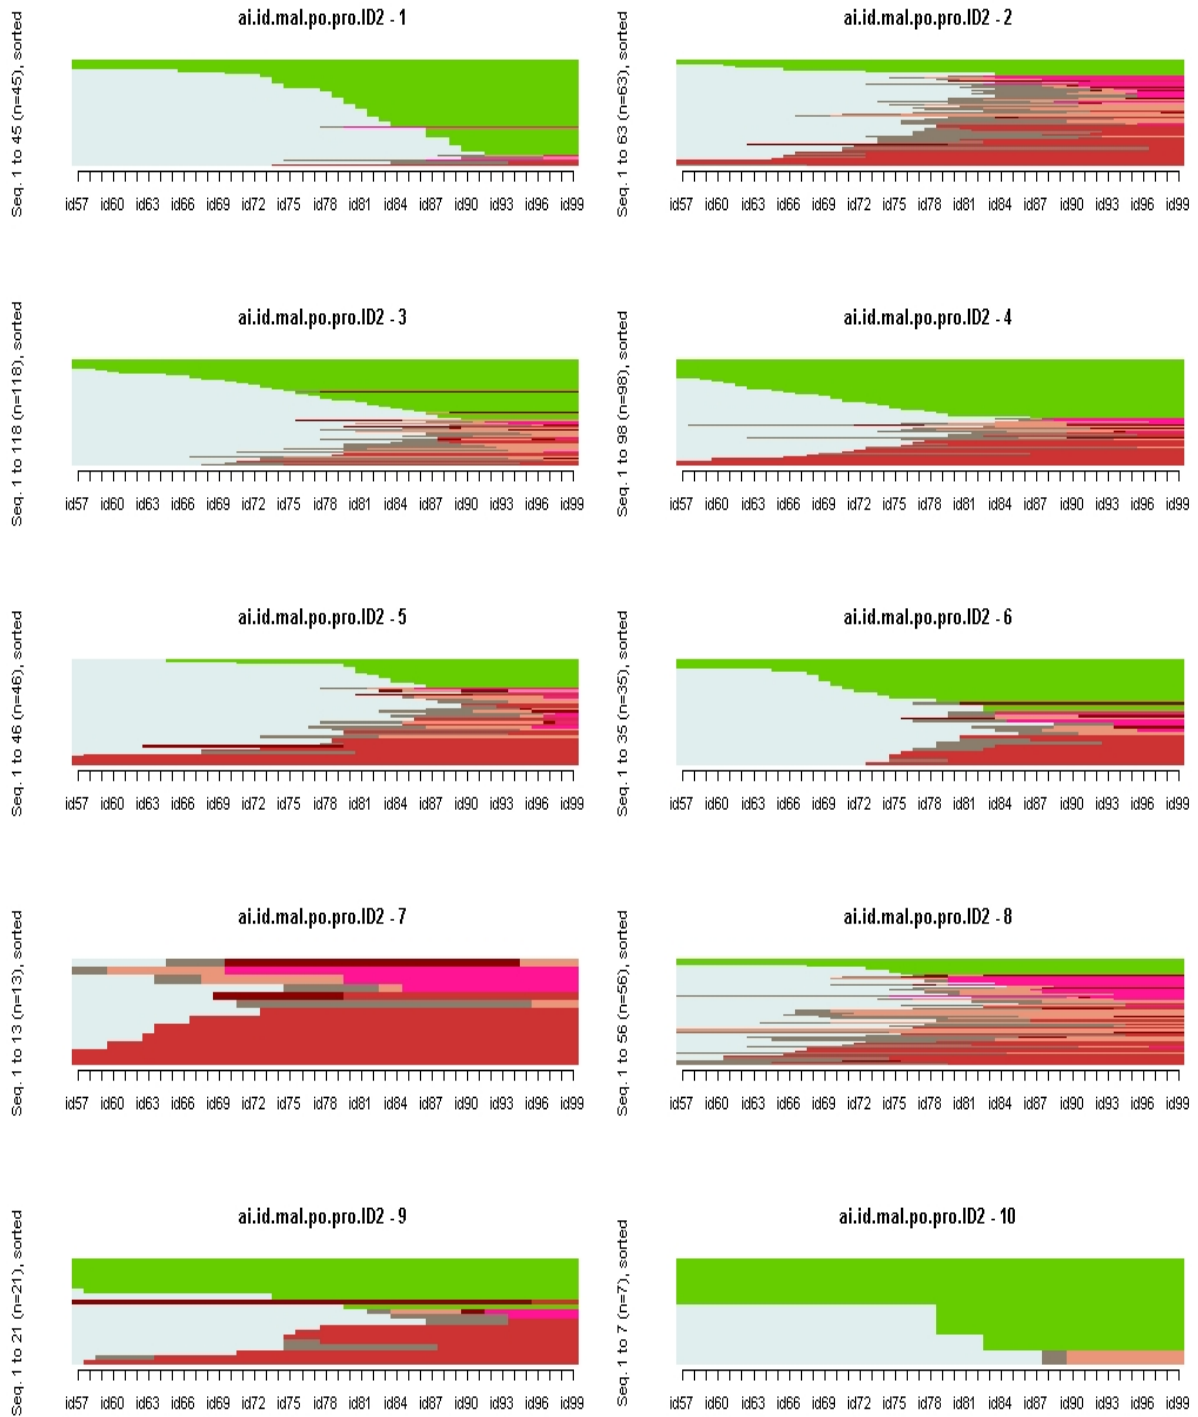 ai.id.mal.po.pro.ID2 - 1
Seq. 1 to 45 (n=45), sorted
id57 id60 id63 id66 id69 id72 id75 id78 id81 id84 id87 id90 id93 id96 id99
ai.id.mal.po.pro.ID2 - 2
Seq. 1 to 63 (n=63), sorted
id57 id60 id63 id66 id69 id72 id75 id78 id81 id84 id87 id90 id93 id96 id99
ai.id.mal.po.pro.ID2 - 3
Seq. 1 to 118 (n=118), sorted
id57 id60 id63 id66 id69 id72 id75 id78 id81 id84 id87 id90 id93 id96 id99
ai.id.mal.po.pro.ID2 - 4
Seq. 1 to 98 (n=98), sorted
id57 id60 id63 id66 id69 id72 id75 id78 id81 id84 id87 id90 id93 id96 id99
ai.id.mal.po.pro.ID2 - 5
Seq. 1 to 46 (n=46), sorted
id57 id60 id63 id66 id69 id72 id75 id78 id81 id84 id87 id90 id93 id96 id99
ai.id.mal.po.pro.ID2 - 6
Seq. 1 to 35 (n=35), sorted
id57 id60 id63 id66 id69 id72 id75 id78 id81 id84 id87 id90 id93 id96 id99
ai.id.mal.po.pro.ID2 - 7
Seq. 1 to 13 (n=13), sorted
id57 id60 id63 id66 id69 id72 id75 id78 id81 id84 id87 id90 id93 id96 id99
ai.id.mal.po.pro.ID2 - 8
Seq. 1 to 56 (n=56), sorted
id57 id60 id63 id66 id69 id72 id75 id78 id81 id84 id87 id90 id93 id96 id99
ai.id.mal.po.pro.ID2 - 9
Seq. 1 to 21 (n=21), sorted
id57 id60 id63 id66 id69 id72 id75 id78 id81 id84 id87 id90 id93 id96 id99
ai.id.mal.po.pro.ID2 - 10
Seq. 1 to 7 (n=7), sorted
id57 id60 id63 id66 id69 id72 id75 id78 id81 id84 id87 id90 id93 id96 id99